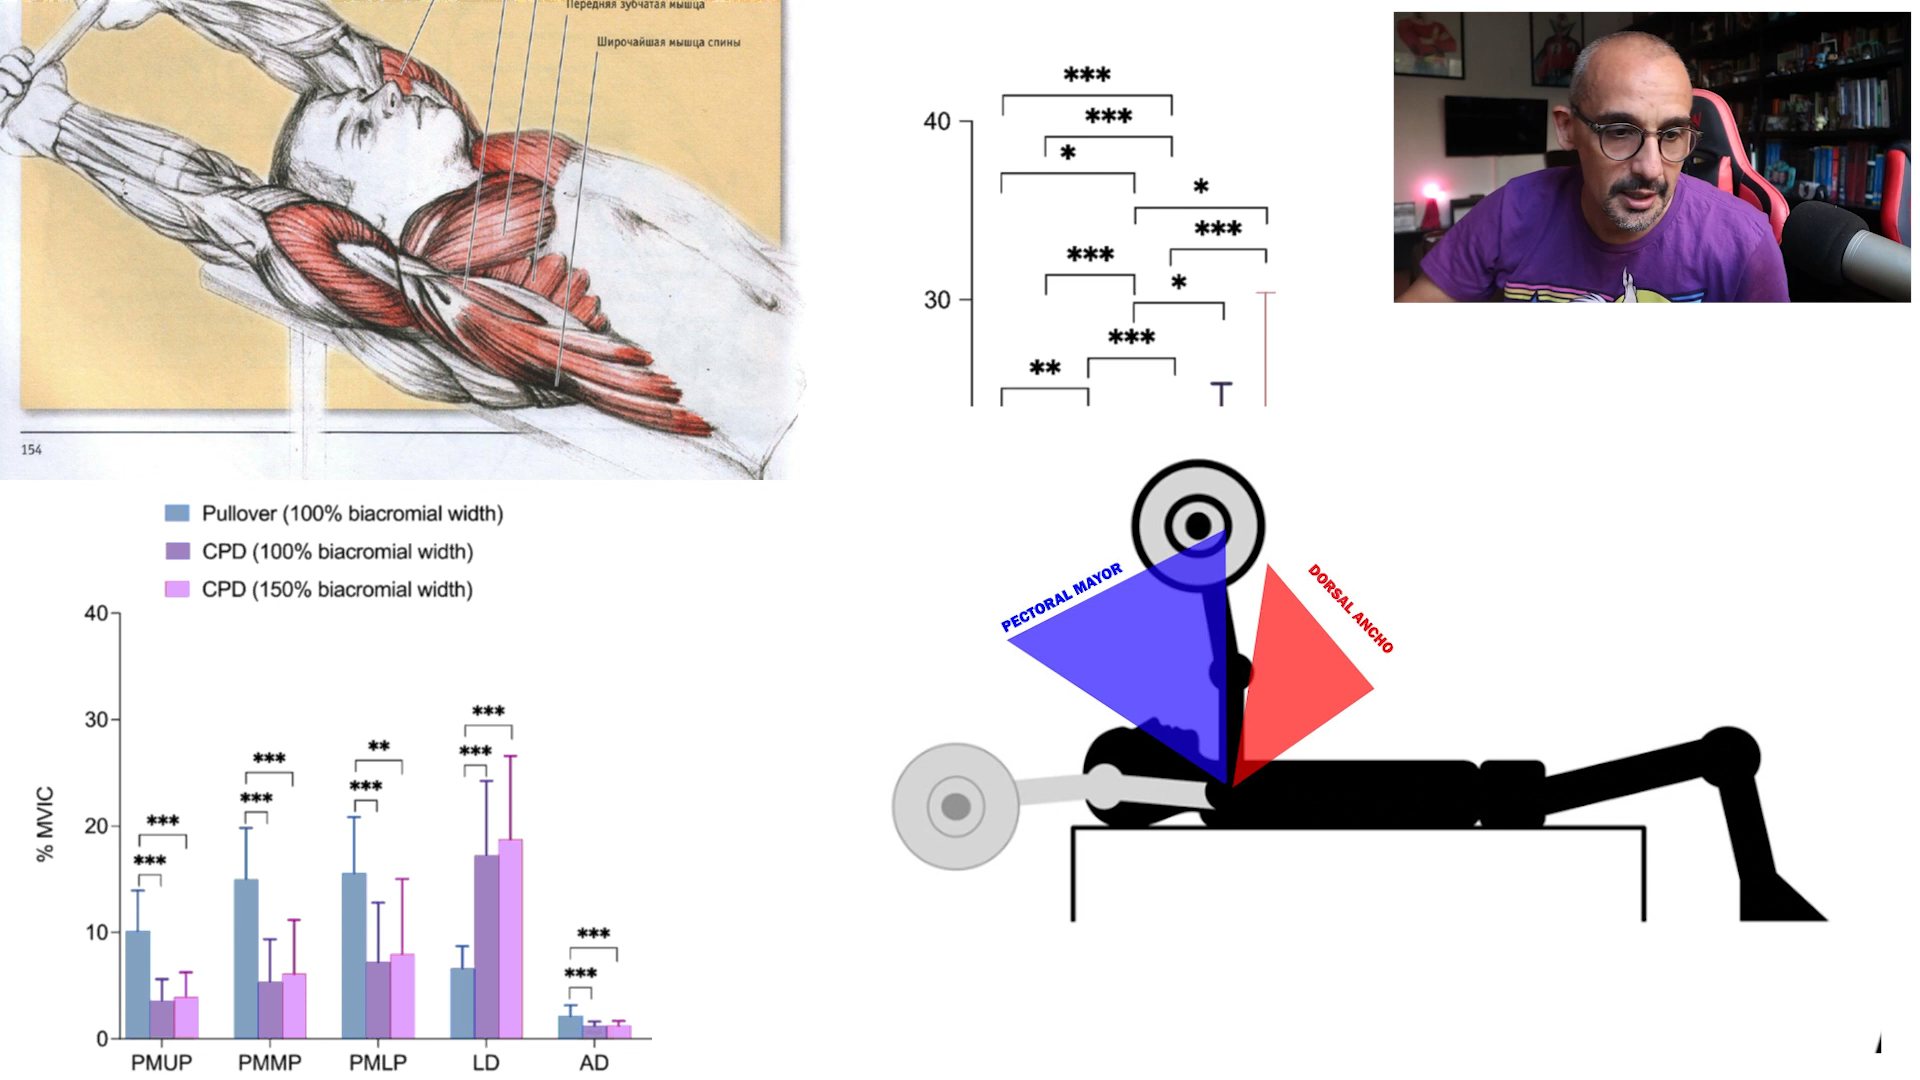 Передняя зубчатая мышца
Широчайшая мышца спины
154
***
***
*
*
***
***
*
***
**
40
30
Pullover (100% biacromial width)
CPD (100% biacromial width)
CPD (150% biacromial width)
% MVIC
40
30
20
10
0
***
***
***
***
**
***
***
***
***
***
PMUP
PMMP
PMLP
LD
AD
PECTORAL MAYOR
DORSAL ANCHO